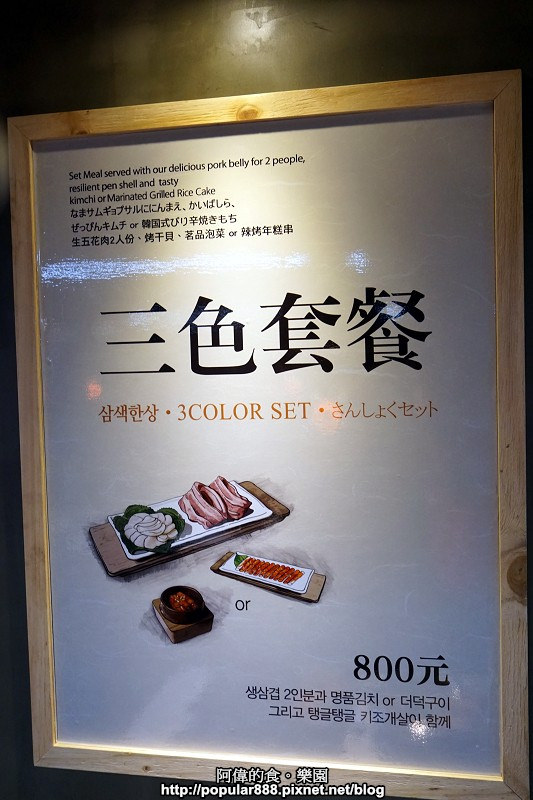 Set Meal served with our delicious pork belly for 2 people,
resilient pen shell and tasty
kimchi or Marinated Grilled Rice Cake
なまサムギョプサルににんまえ、かいばしら、
ぜっぴんキムチ or 韓国式ぴり辛焼きもち
生五花肉2人份、烤干貝、茗品泡菜 or 辣烤年糕串
三色套餐
삼색한상・3COLOR SET・さんしょくセット
or
800元
생삼겹 2인분과 명품김치 or 더덕구이
그리고 탱글탱글 키조개살이 함께
阿偉的食・樂園
http://popular888.pixnet.net/blog